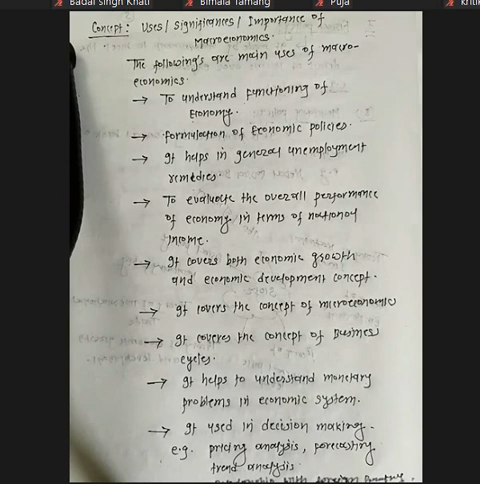 Badal Singh Khati
Bimala Tamang
Puja
Concept: Uses/Significances/Importance of
Macroeconomics.
The following's are main uses of macro-
economics.
→ To understand functioning of
Economy.
→ formulation of Economic policies.
→ It helps in general unemployment
remedies.
→ To evaluate the overall performance
of economy in terms of national
Income.
→ It covers both economic growth
and economic development concept.
→ It covers the concept of microeconomic
→ It coveres the concept of Business
cycles.
→ It helps to understand monetary
problems in economic system.
→ It used in decision making.
e.g. pricing analysis, forecasting
trend analysis.
with foreign